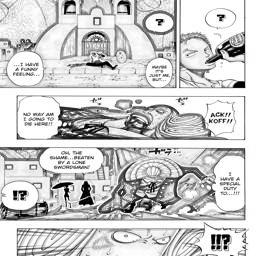 ?
?
MAYBE
IT'S
JUST ME,
BUT...
...I HAVE
A FUNNY
FEELING...
ACK!!
KOFF!!
NO WAY AM
I GOING TO
DIE HERE!!
I HAVE A
SPECIAL
DUTY
TO...!!!
OH, THE
SHAME...BEATEN
BY A LONE
SWORDSMAN!
!?
!!?